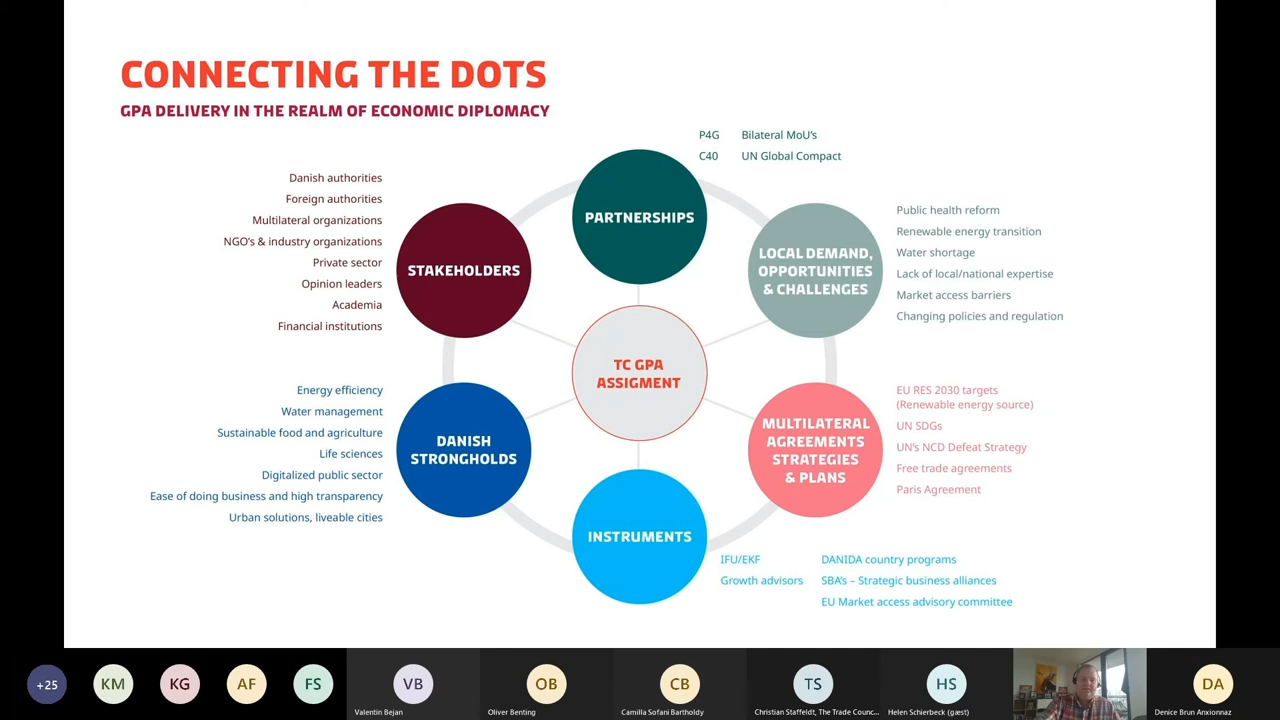 CONNECTING THE DOTS
GPA DELIVERY IN THE REALM OF ECONOMIC DIPLOMACY
P4G Bilateral MoU's
C40 UN Global Compact
PARTNERSHIPS
Danish authorities
Foreign authorities
Multilateral organizations
NGO's & industry organizations
Private sector
Opinion leaders
Academia
Financial institutions
STAKEHOLDERS
LOCAL DEMAND,
OPPORTUNITIES
& CHALLENGES
Public health reform
Renewable energy transition
Water shortage
Lack of local/national expertise
Market access barriers
Changing policies and regulation
TC GPA
ASSIGMENT
Energy efficiency
Water management
Sustainable food and agriculture
Life sciences
Digitalized public sector
Ease of doing business and high transparency
Urban solutions, liveable cities
DANISH
STRONGHOLDS
MULTILATERAL
AGREEMENTS
STRATEGIES
& PLANS
EU RES 2030 targets
(Renewable energy source)
UN SDGs
UN's NCD Defeat Strategy
Free trade agreements
Paris Agreement
INSTRUMENTS
IFU/EKF DANIDA country programs
Growth advisors SBA's – Strategic business alliances
EU Market access advisory committee
+25
KM
KG
AF
FS
VB
Valentin Bejan
OB
Oliver Benting
CB
Camilla Sofani Bartholdy
TS
Christian Staffeldt, The Trade Counc...
HS
Helen Schierbeck (gæst)
DA
Denice Brun Anxionnaz